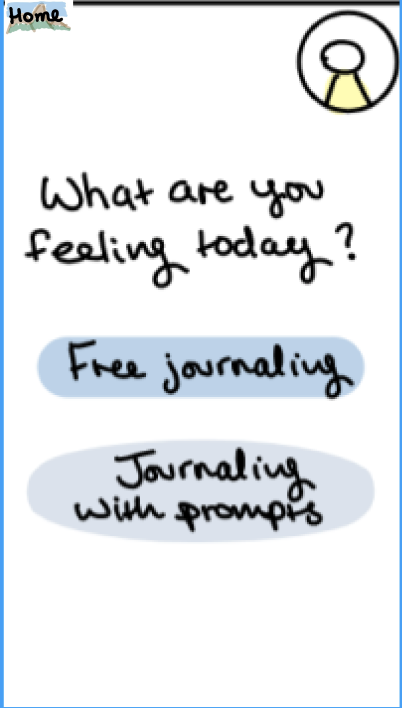 Home
What are you
feeling today?
Free journaling
Journaling
with prompts